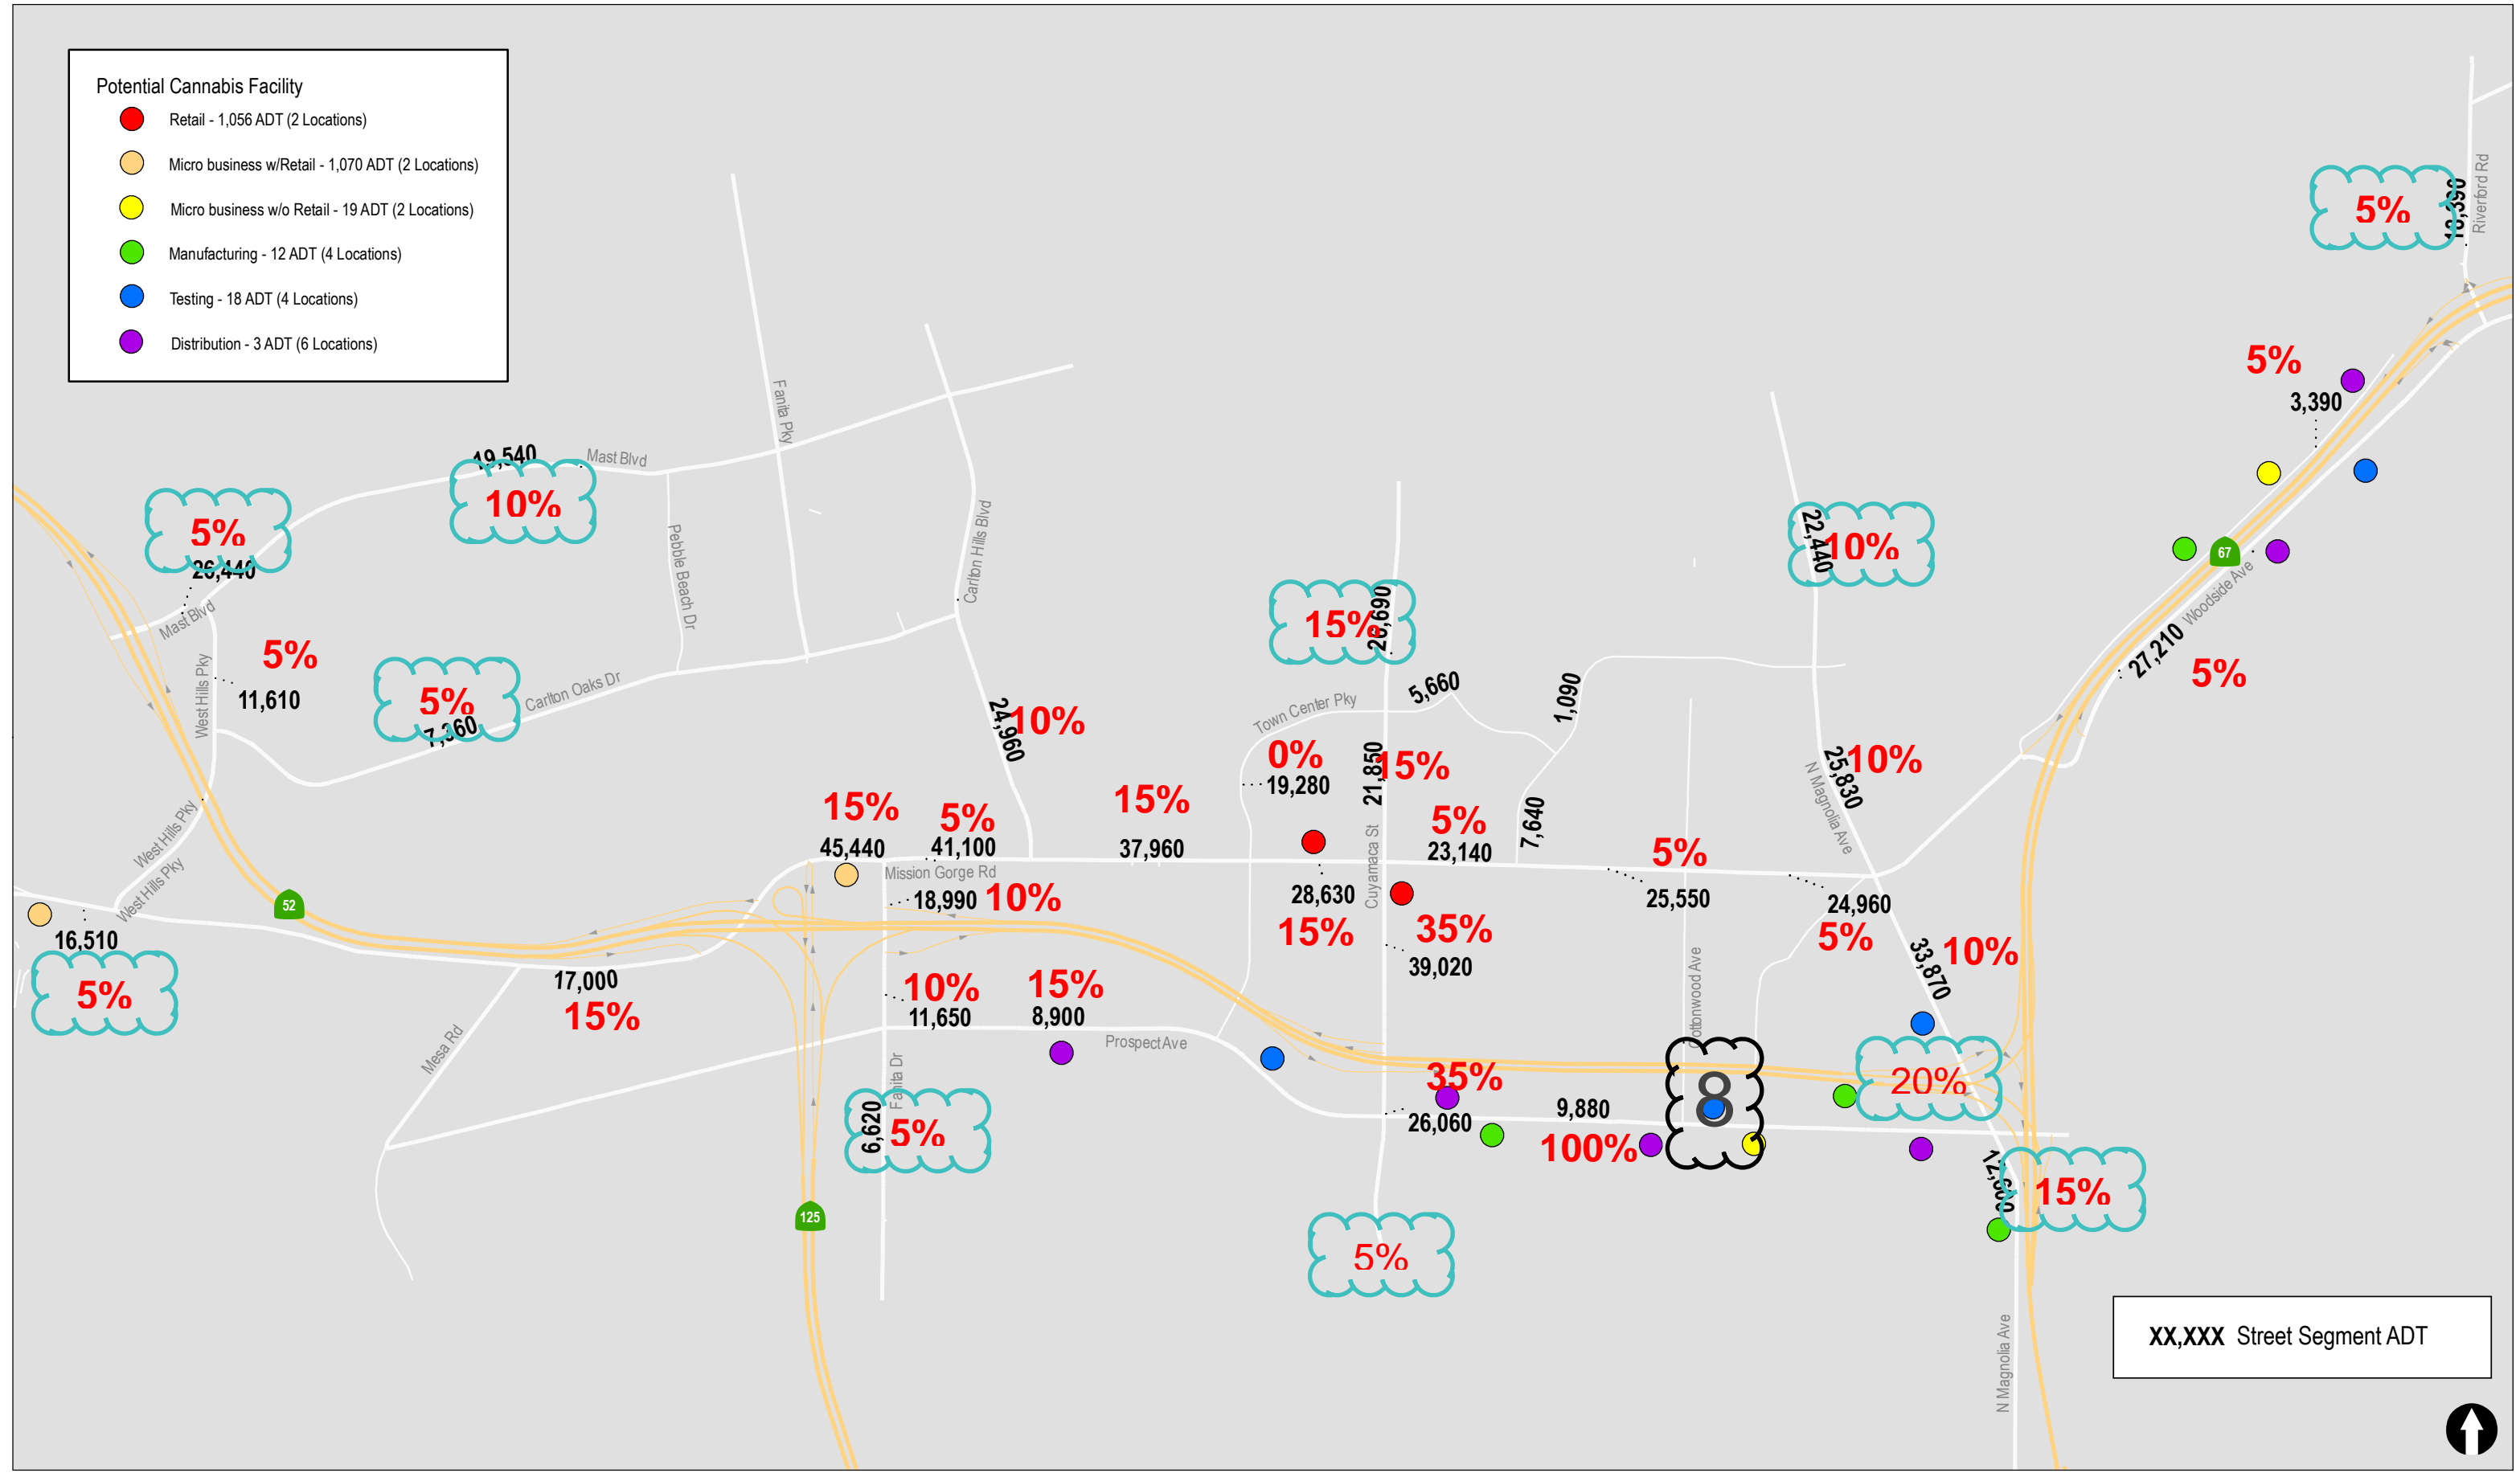 Potential Cannabis Facility
Retail - 1,056 ADT (2 Locations)
Micro business w/Retail - 1,070 ADT (2 Locations)
Micro business w/o Retail - 19 ADT (2 Locations)
Manufacturing - 12 ADT (4 Locations)
Testing - 18 ADT (4 Locations)
Distribution - 3 ADT (6 Locations)
Riverford Rd
5%
5%
3,390
Fanita Pky
19,540
Mast Blvd
10%
5%
26,440
Mast Blvd
Pebble Beach Dr
Carlton Hills Blvd
22,440
10%
67
Woodside Ave
27,210
5%
15%
5%
West Hills Pky
11,610
5%
7,360
Carlton Oaks Dr
24,960
10%
Town Center Pky
5,660
1,090
0%
19,280
21,850
15%
25,830
10%
N Magnolia Ave
15%
45,440
5%
41,100
15%
37,960
5%
23,140
7,640
5%
25,550
24,960
5%
West Hills Pky
West Hills Pky
Mission Gorge Rd
18,990
10%
28,630
15%
Cuyamaca St
35%
39,020
52
16,510
5%
17,000
15%
10%
11,650
15%
8,900
Prospect Ave
Cottonwood Ave
33,870
10%
Mesa Rd
Fanita Dr
6,620
5%
35%
26,060
9,880
100%
8
20%
15%
125
5%
N Magnolia Ave
XX,XXX Street Segment ADT